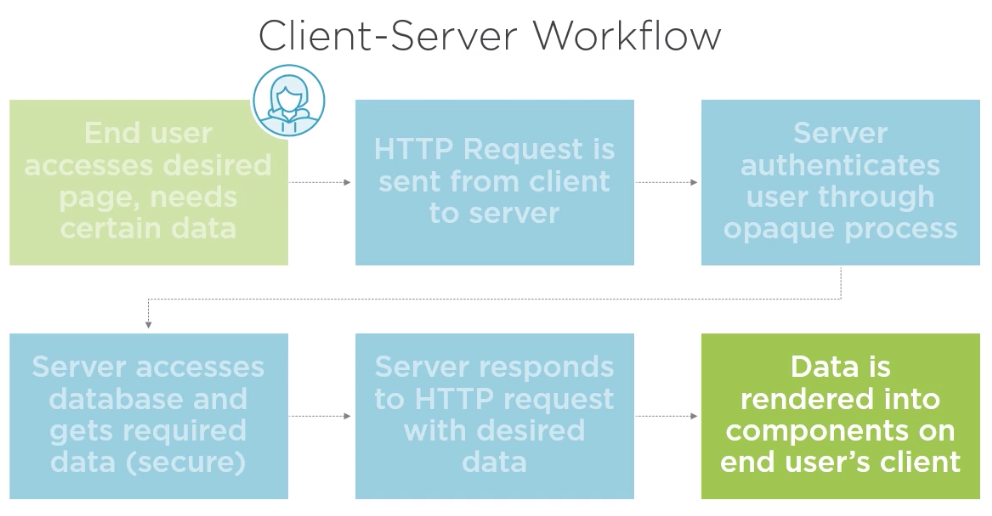 Client-Server Workflow
End user
accesses desired
page, needs
certain data
HTTP Request is
sent from client
to server
Server
authenticates
user through
opaque process
Server accesses
database and
gets required
data (secure)
Server responds
to HTTP request
with desired
data
Data is
rendered into
components on
end user’s client